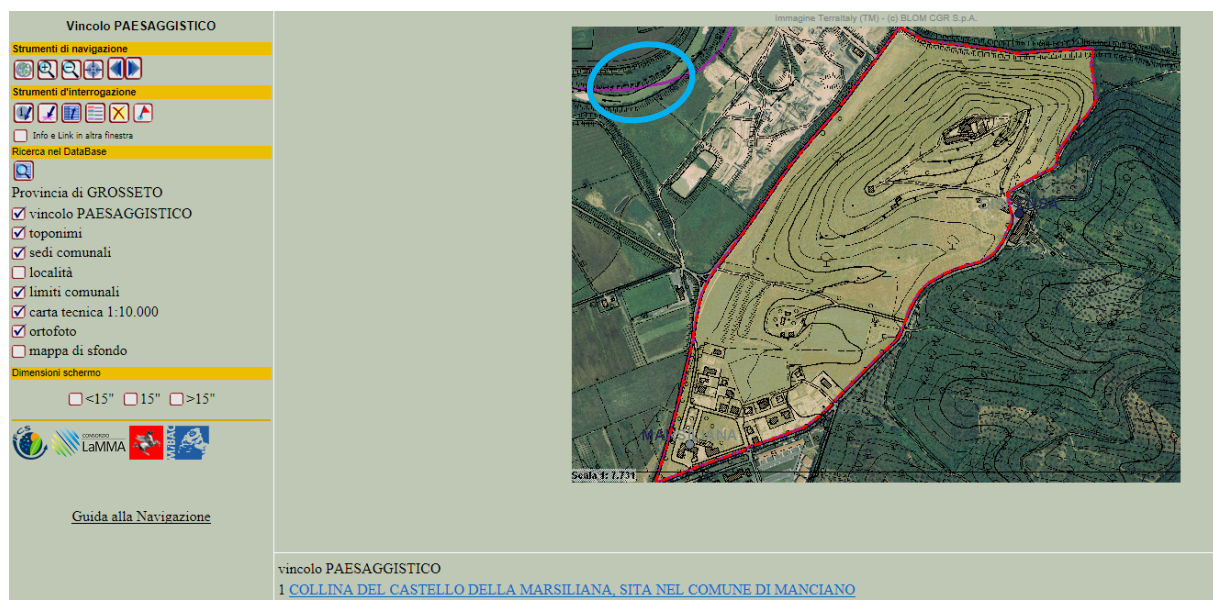 Vincolo PAESAGGISTICO
Strumenti di navigazione
Strumenti d'interrogazione
Info e Link in altra finestra
Ricerca nel DataBase
Provincia di GROSSETO
vincolo PAESAGGISTICO
toponimi
sedi comunali
località
limiti comunali
carta tecnica 1:10.000
ortofoto
mappa di sfondo
Dimensioni schermo
<15" 15" >15"
CONSORZIO
LaMMA
MiBAC
Guida alla Navigazione
Immagine TerraItaly (TM) - (c) BLOM CGR S.p.A.
MARSILIANA
Scala 1: 7.731
vincolo PAESAGGISTICO
1 COLLINA DEL CASTELLO DELLA MARSILIANA, SITA NEL COMUNE DI MANCIANO